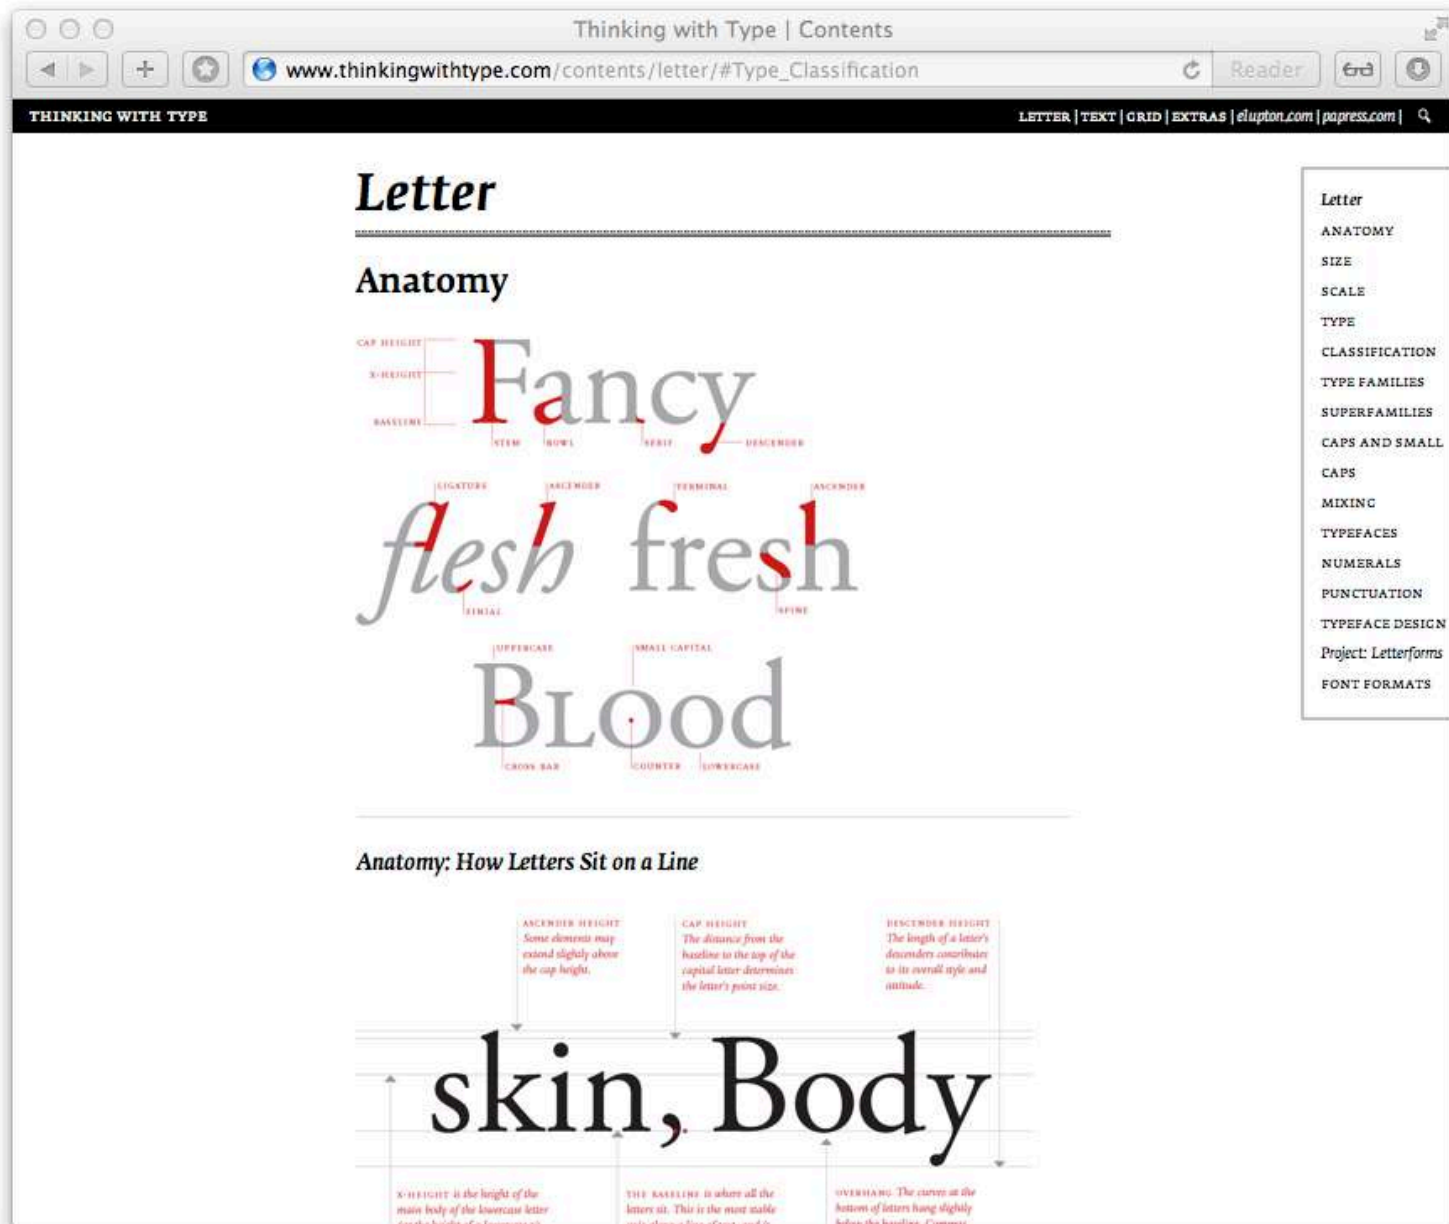 Thinking with Type | Contents
www.thinkingwithtype.com/contents/letter/#Type_Classification
Reader
THINKING WITH TYPE
LETTER | TEXT | GRID | EXTRAS | elupton.com | papress.com |
Letter
Anatomy
CAP HEIGHT
X-HEIGHT
BASELINE
Fancy
STEM BOWL SERIF DESCENDER
LIGATURE ASCENDER TERMINAL ASCENDER
flesh fresh
FINIAL SPINE
UPPERCASE SMALL CAPITAL
BLOod
CROSS BAR COUNTER LOWERCASE
Anatomy: How Letters Sit on a Line
ASCENDER HEIGHT
Some elements may
extend slightly above
the cap height.
CAP HEIGHT
The distance from the
baseline to the top of the
capital letter determines
the letter's point size.
DESCENDER HEIGHT
The length of a letter's
descenders contributes
to its overall style and
attitude.
skin, Body
X-HEIGHT is the height of the
main body of the lowercase letter
THE BASELINE is where all the
letters sit. This is the most stable
OVERHANG The curves at the
bottom of letters hang slightly
Letter
ANATOMY
SIZE
SCALE
TYPE
CLASSIFICATION
TYPE FAMILIES
SUPERFAMILIES
CAPS AND SMALL
CAPS
MIXING
TYPEFACES
NUMERALS
PUNCTUATION
TYPEFACE DESIGN
Project: Letterforms
FONT FORMATS